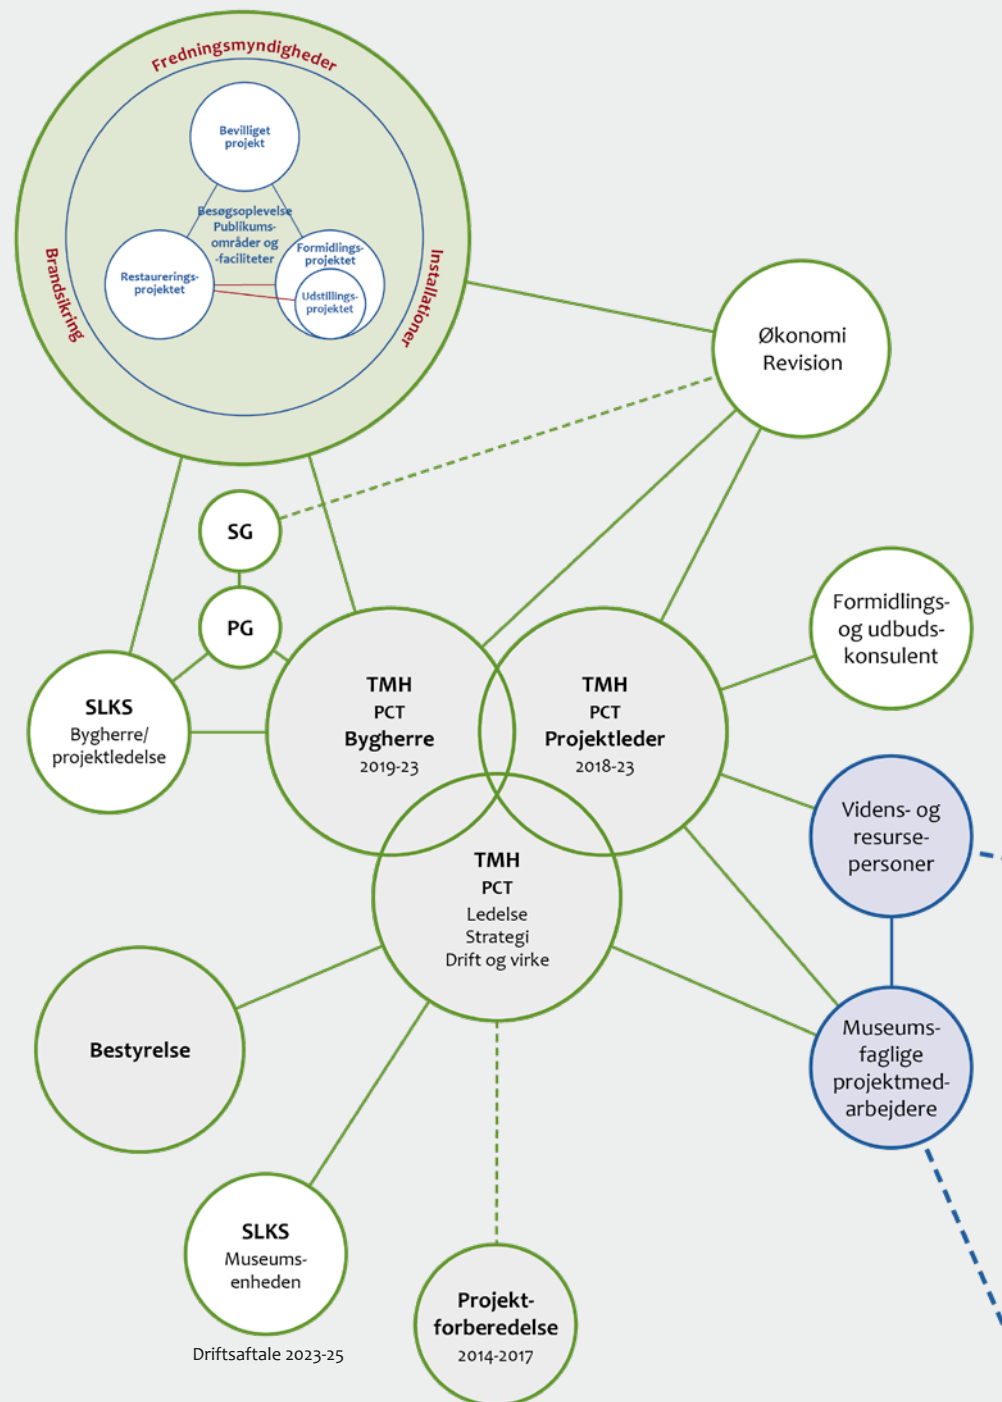 Fredningsmyndigheder
Brandsikring
Installationer
Bevilliget
projekt
Besøgsoplevelse
Publikums-
områder og
-faciliteter
Restaurerings-
projektet
Formidlings-
projektet
Udstillings-
projektet
Økonomi
Revision
SG
PG
SLKS
Bygherre/
projektledelse
TMH
PCT
Bygherre
2019-23
TMH
PCT
Projektleder
2018-23
Formidlings-
og udbuds-
konsulent
Videns- og
resurse-
personer
TMH
PCT
Ledelse
Strategi
Drift og virke
Bestyrelse
Museums-
faglige
projektmed-
arbejdere
SLKS
Museums-
enheden
Driftsaftale 2023-25
Projekt-
forberedelse
2014-2017